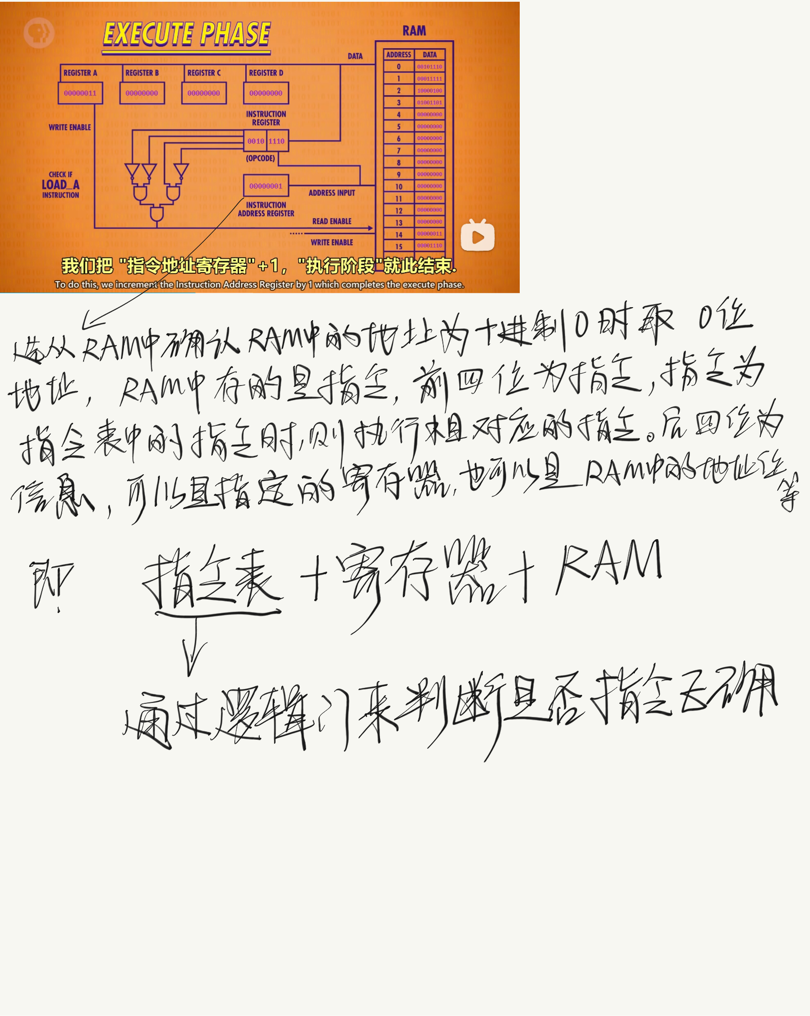 EXECUTE PHASE
RAM
DATA
ADDRESS DATA
REGISTER A REGISTER B REGISTER C REGISTER D
00000011 00000000 00000000 00000000
0 00101110
1 00011111
2 10000100
3 00001101
4 00000000
5 00000000
6 00000000
7 00000000
8 00000000
9 00000000
10 00000000
11 00000000
12 00000000
13 00000000
14 00000011
15 00001110
WRITE ENABLE
INSTRUCTION
REGISTER
0010 1110
(OPCODE)
CHECK IF
LOAD_A
INSTRUCTION
00000001
ADDRESS INPUT
INSTRUCTION
ADDRESS REGISTER
READ ENABLE
WRITE ENABLE
我们把 "指令地址寄存器"+1, "执行阶段"就此结束.
To do this, we increment the Instruction Address Register by 1 which completes the execute phase.
从RAM中确认RAM中的地址为十进制0时取 0位
地址, RAM中存的是指令, 前四位为指令, 指令为
指令表中的指令时,则执行相对应的指令。后四位为
信息, 可以是指定的寄存器, 也可以是RAM中的地址位
等
即 指令表 + 寄存器 + RAM
通过逻辑门来判断是否指令正确